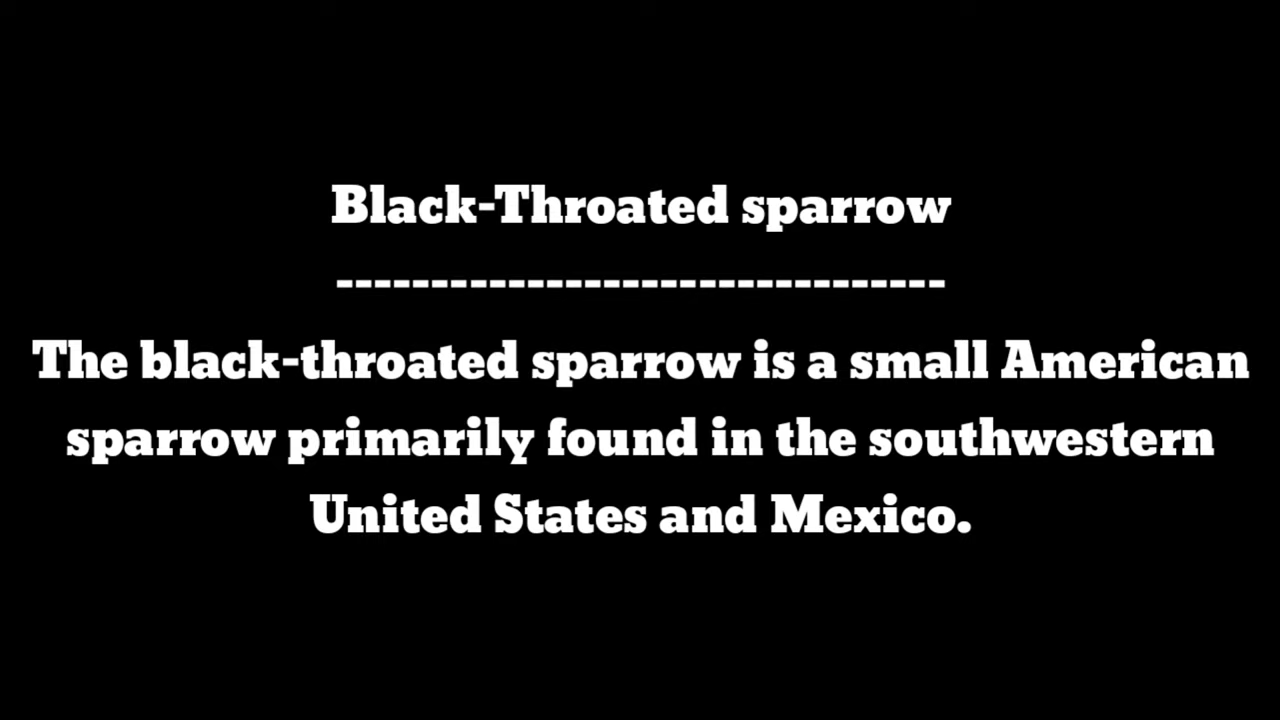 Black-Throated sparrow
--------------------------------
The black-throated sparrow is a small American
sparrow primarily found in the southwestern
United States and Mexico.